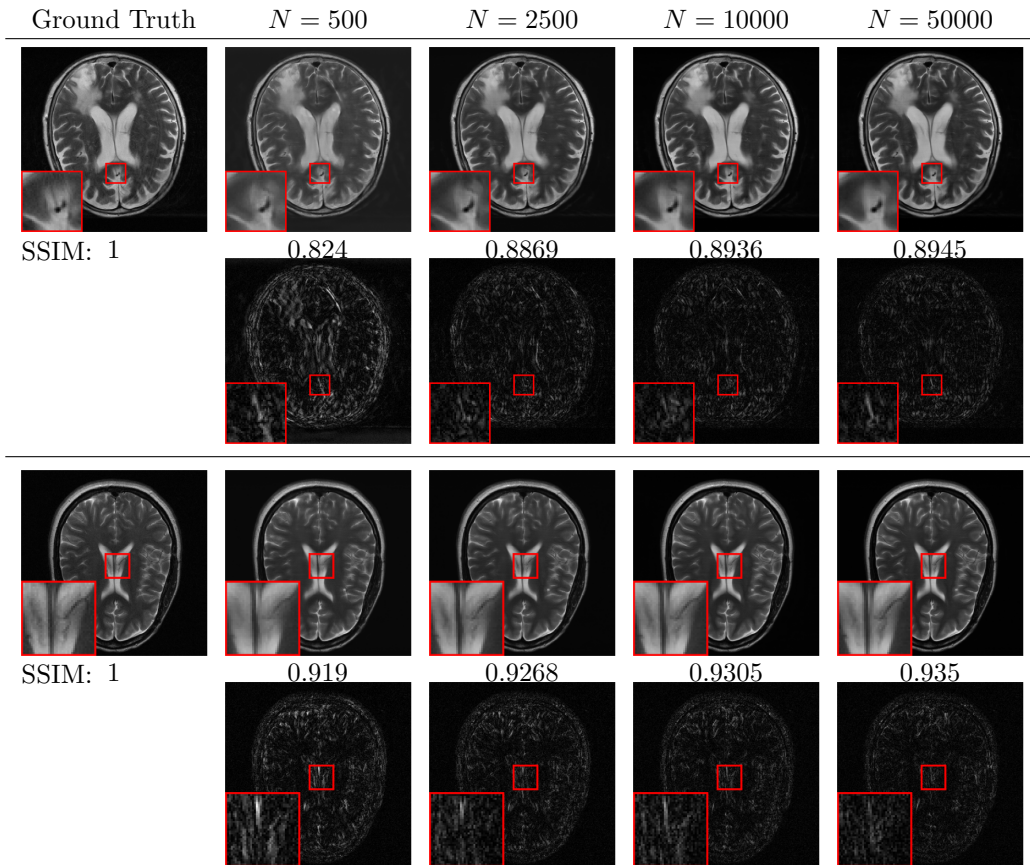 Ground Truth N = 500 N = 2500 N = 10000 N = 50000
SSIM: 1 0.824 0.8869 0.8936 0.8945
SSIM: 1 0.919 0.9268 0.9305 0.935